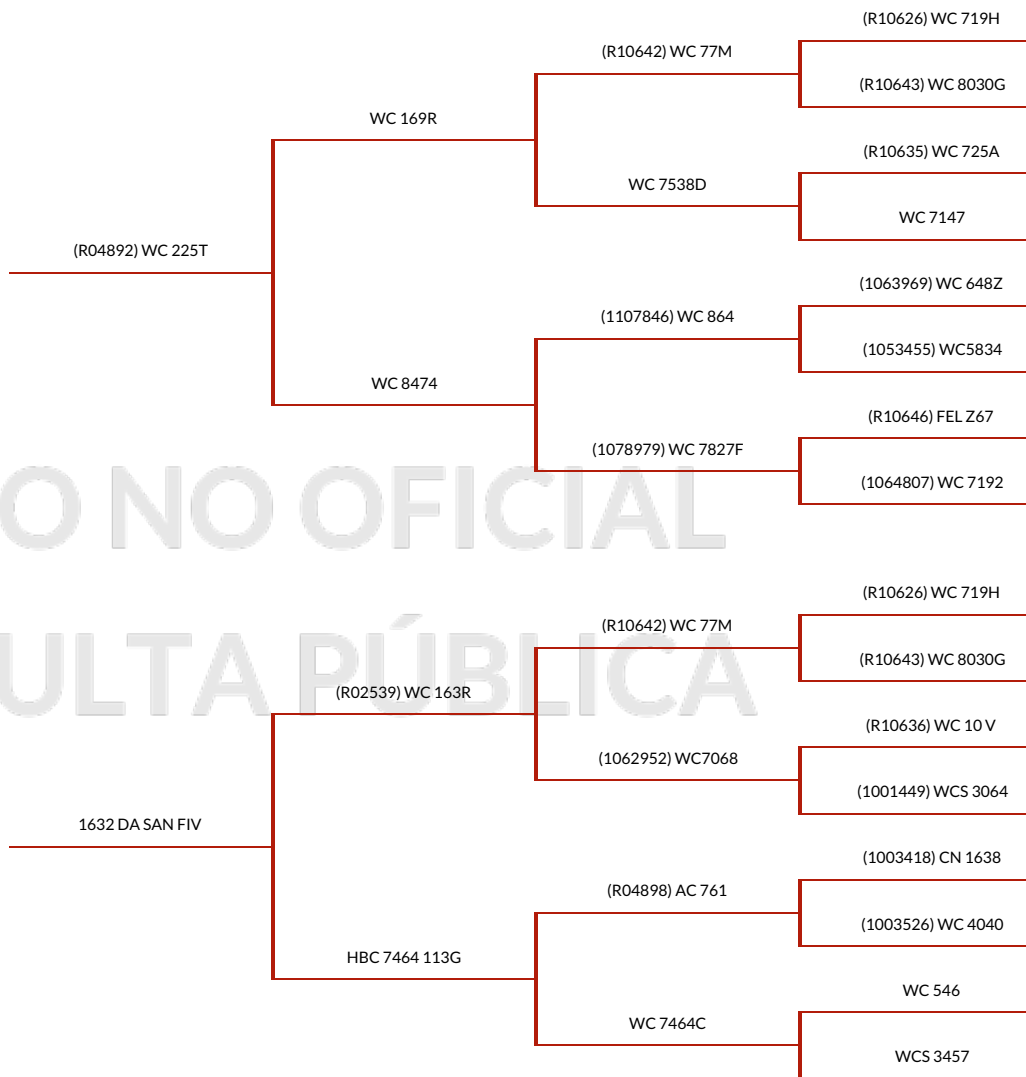 (R10626) WC 719H
(R10642) WC 77M
(R10643) WC 8030G
WC 169R
(R10635) WC 725A
WC 7538D
WC 7147
(R04892) WC 225T
(1063969) WC 648Z
(1107846) WC 864
(1053455) WC5834
WC 8474
(R10646) FEL Z67
(1078979) WC 7827F
(1064807) WC 7192
O NO OFICIAL
(R10626) WC 719H
(R10642) WC 77M
(R10643) WC 8030G
ULTA PÚBLICA
(R02539) WC 163R
(R10636) WC 10 V
(1062952) WC7068
(1001449) WCS 3064
1632 DA SAN FIV
(1003418) CN 1638
(R04898) AC 761
(1003526) WC 4040
HBC 7464 113G
WC 546
WC 7464C
WCS 3457